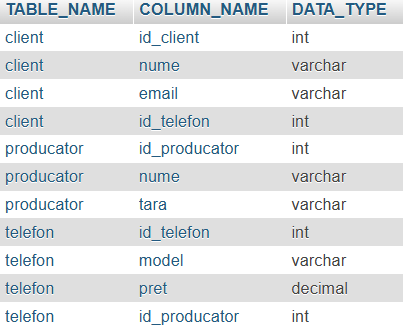 TABLE_NAME COLUMN_NAME DATA_TYPE
client id_client int
client nume varchar
client email varchar
client id_telefon int
producator id_producator int
producator nume varchar
producator tara varchar
telefon id_telefon int
telefon model varchar
telefon pret decimal
telefon id_producator int